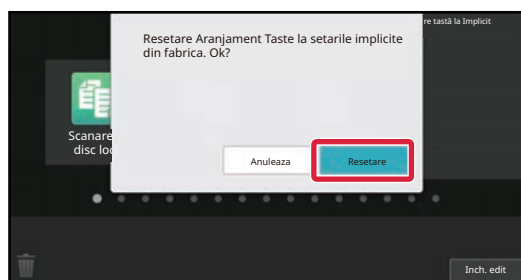 re tastă la Implicit
Resetare Aranjament Taste la setarile implicite
din fabrica. Ok?
Scanare
disc loc
Anuleaza
Resetare
Inch. edit